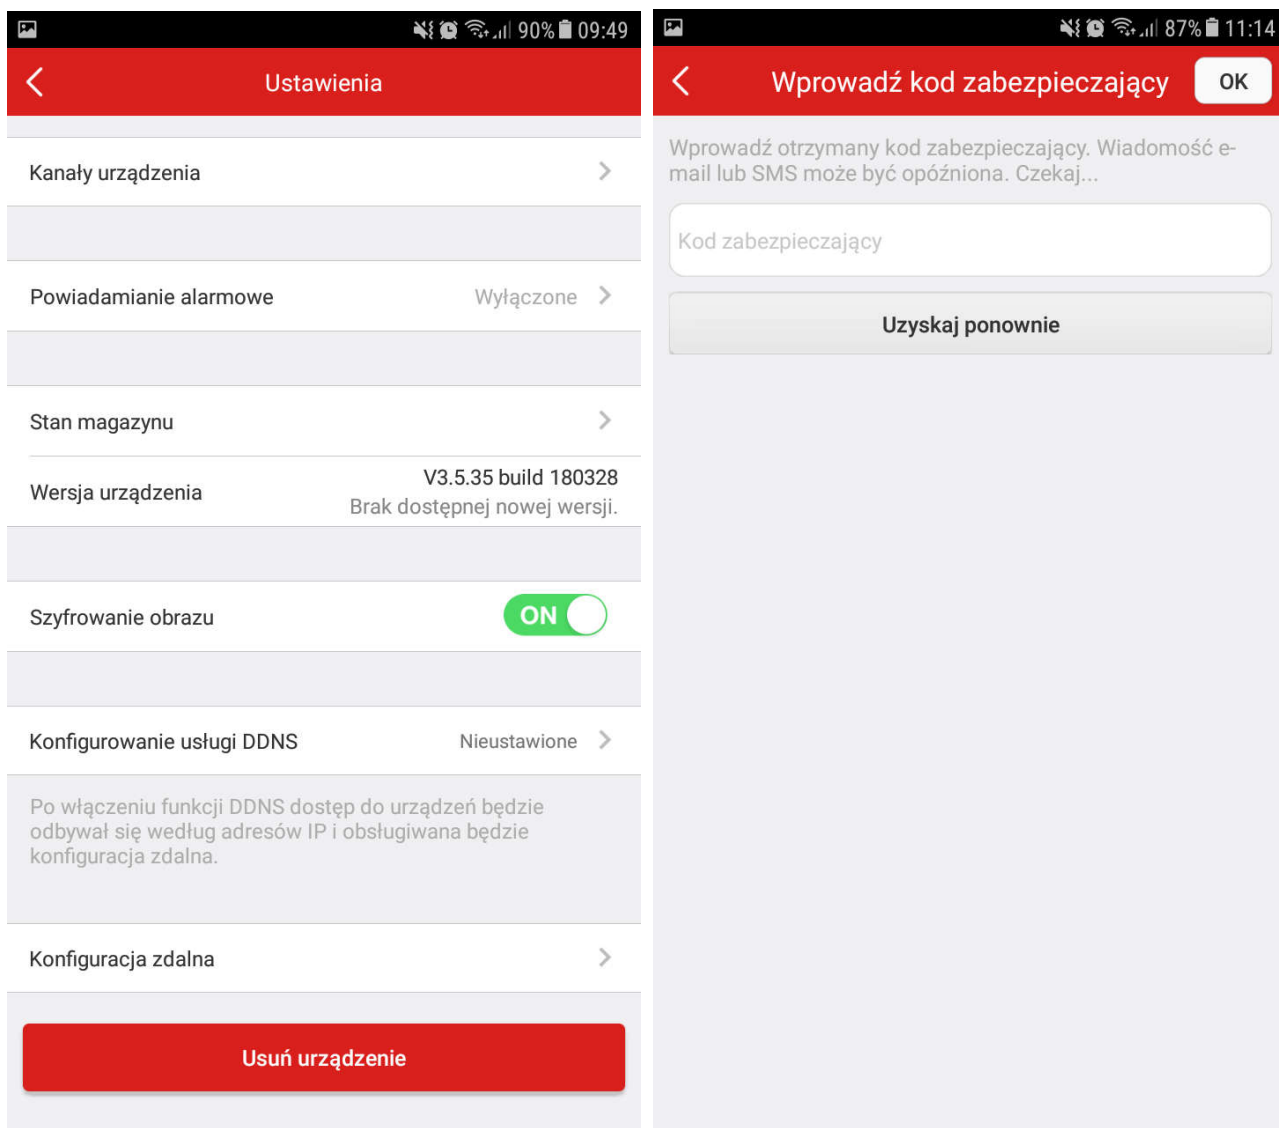 90% 09:49
Ustawienia
Kanały urządzenia
Powiadamianie alarmowe Wyłączone
Stan magazynu
Wersja urządzenia V3.5.35 build 180328
Brak dostępnej nowej wersji.
Szyfrowanie obrazu ON
Konfigurowanie usługi DDNS Nieustawione
Po włączeniu funkcji DDNS dostęp do urządzeń będzie
odbywał się według adresów IP i obsługiwana będzie
konfiguracja zdalna.
Konfiguracja zdalna
Usuń urządzenie
87% 11:14
Wprowadź kod zabezpieczający OK
Wprowadź otrzymany kod zabezpieczający. Wiadomość e-
mail lub SMS może być opóźniona. Czekaj...
Kod zabezpieczający
Uzyskaj ponownie